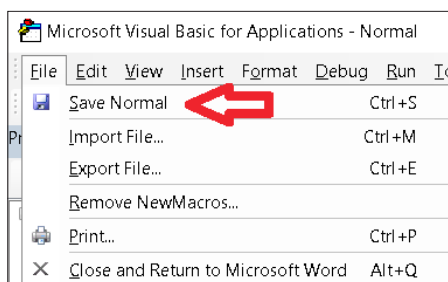 Microsoft Visual Basic for Applications - Normal
File Edit View Insert Format Debug Run
Save Normal Ctrl+S
Import File... Ctrl+M
Export File... Ctrl+E
Remove NewMacros...
Print... Ctrl+P
Close and Return to Microsoft Word Alt+Q